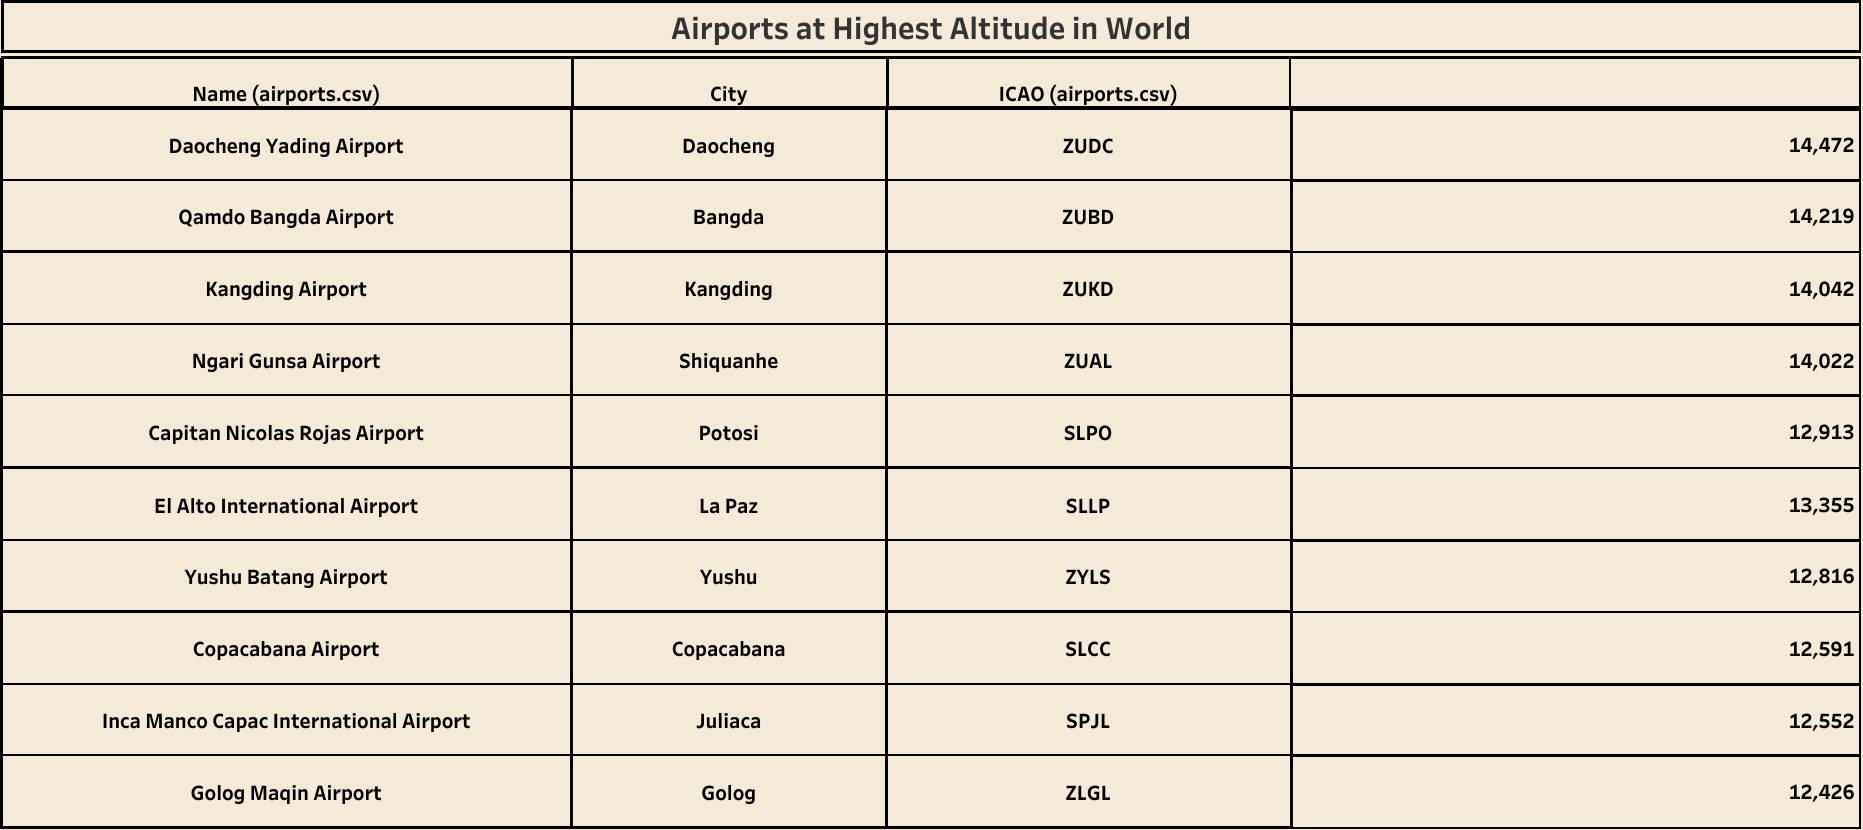 Airports at Highest Altitude in World
Name (airports.csv) City ICAO (airports.csv)
Daocheng Yading Airport Daocheng ZUDC 14,472
Qamdo Bangda Airport Bangda ZUBD 14,219
Kangding Airport Kangding ZUKD 14,042
Ngari Gunsa Airport Shiquanhe ZUAL 14,022
Capitan Nicolas Rojas Airport Potosi SLPO 12,913
El Alto International Airport La Paz SLLP 13,355
Yushu Batang Airport Yushu ZYLS 12,816
Copacabana Airport Copacabana SLCC 12,591
Inca Manco Capac International Airport Juliaca SPJL 12,552
Golog Maqin Airport Golog ZLGL 12,426